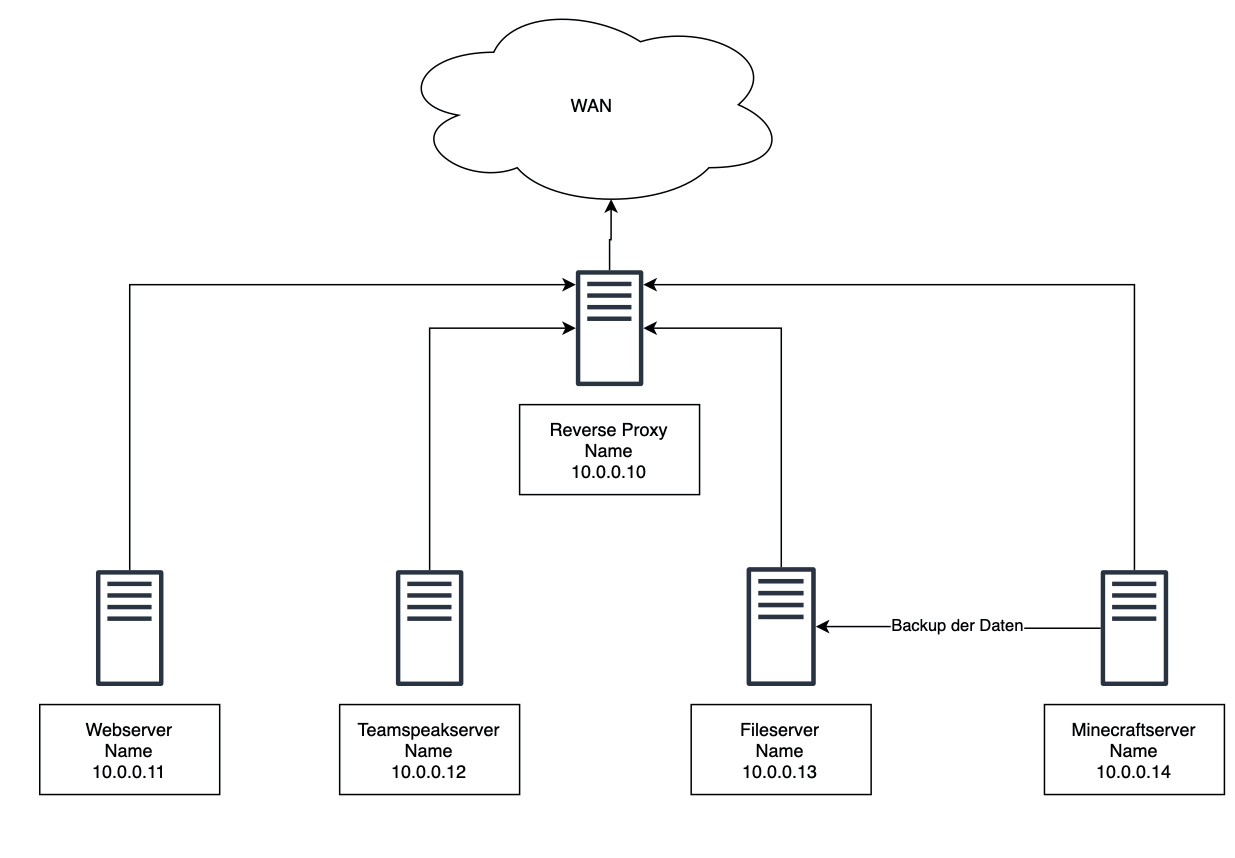 WAN
Reverse Proxy
Name
10.0.0.10
Backup der Daten
Webserver
Name
10.0.0.11
Teamspeakserver
Name
10.0.0.12
Fileserver
Name
10.0.0.13
Minecraftserver
Name
10.0.0.14